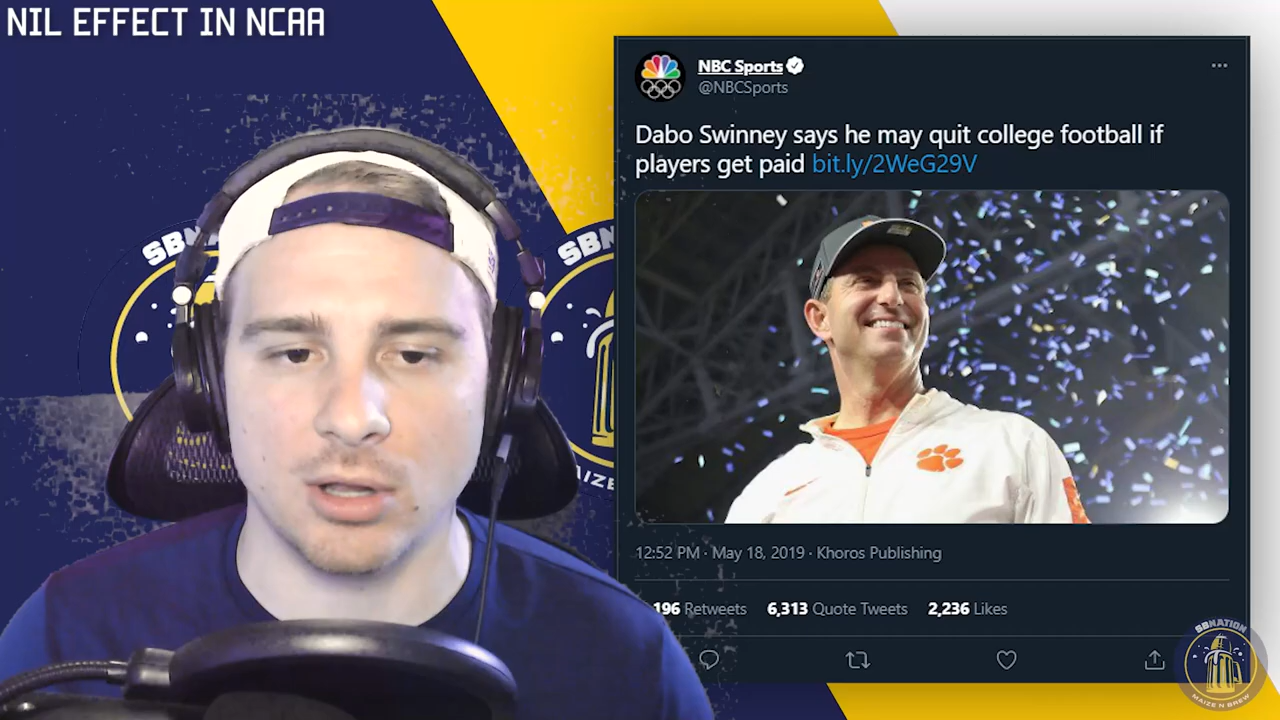 NIL EFFECT IN NCAA
NBC Sports
@NBCSports
Dabo Swinney says he may quit college football if
players get paid bit.ly/2WeG29V
12:52 PM · May 18, 2019 · Khoros Publishing
196 Retweets 6,313 Quote Tweets 2,236 Likes
SBNATION
MAIZE N BREW